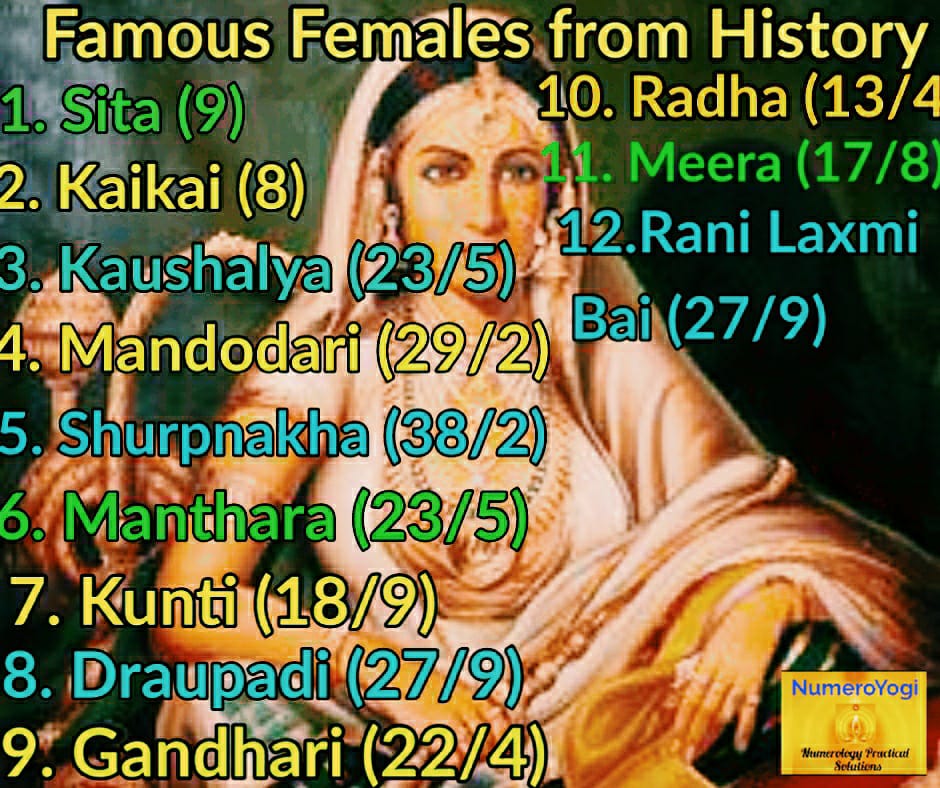 Famous Females from History
1. Sita (9)
2. Kaikai (8)
3. Kaushalya (23/5)
4. Mandodari (29/2)
5. Shurpnakha (38/2)
6. Manthara (23/5)
7. Kunti (18/9)
8. Draupadi (27/9)
9. Gandhari (22/4)
10. Radha (13/4
11. Meera (17/8)
12.Rani Laxmi
Bai (27/9)
NumeroYogi
Numerology Practical
Solutions